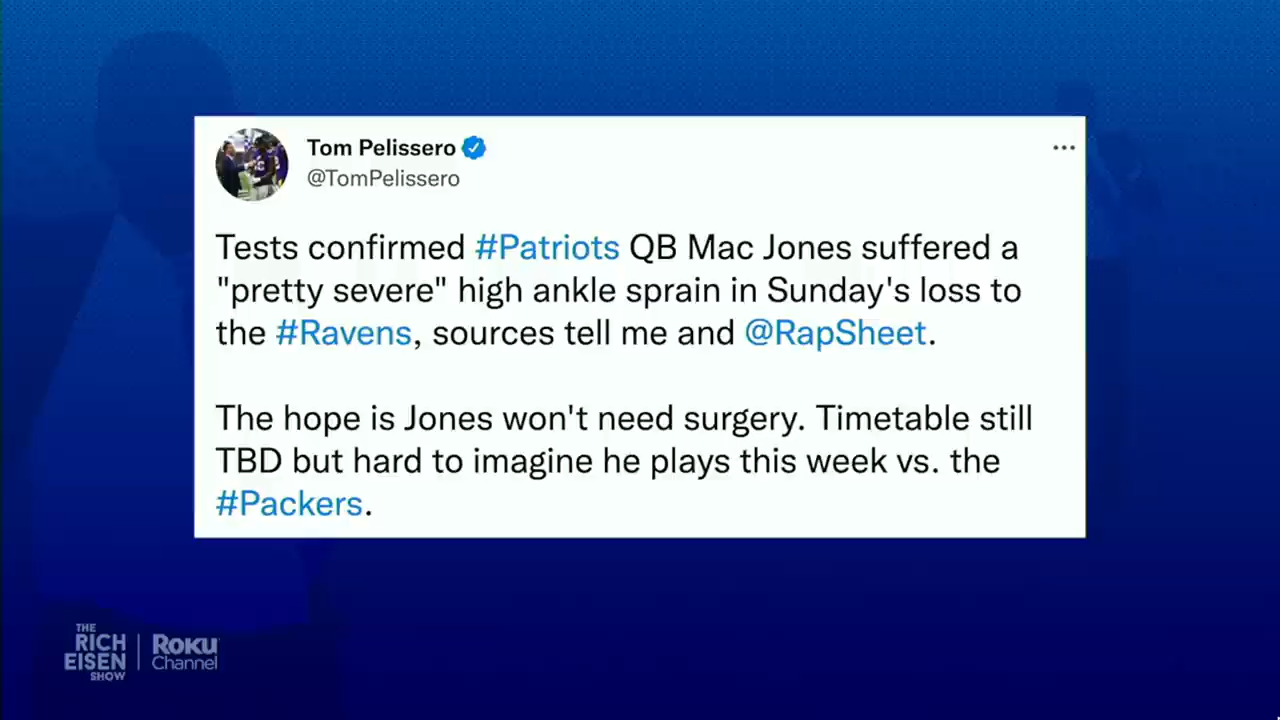 Tom Pelissero
@TomPelissero
Tests confirmed #Patriots QB Mac Jones suffered a
"pretty severe" high ankle sprain in Sunday's loss to
the #Ravens, sources tell me and @RapSheet.
The hope is Jones won't need surgery. Timetable still
TBD but hard to imagine he plays this week vs. the
#Packers.
THE
RICH
EISEN
SHOW
Roku
Channel